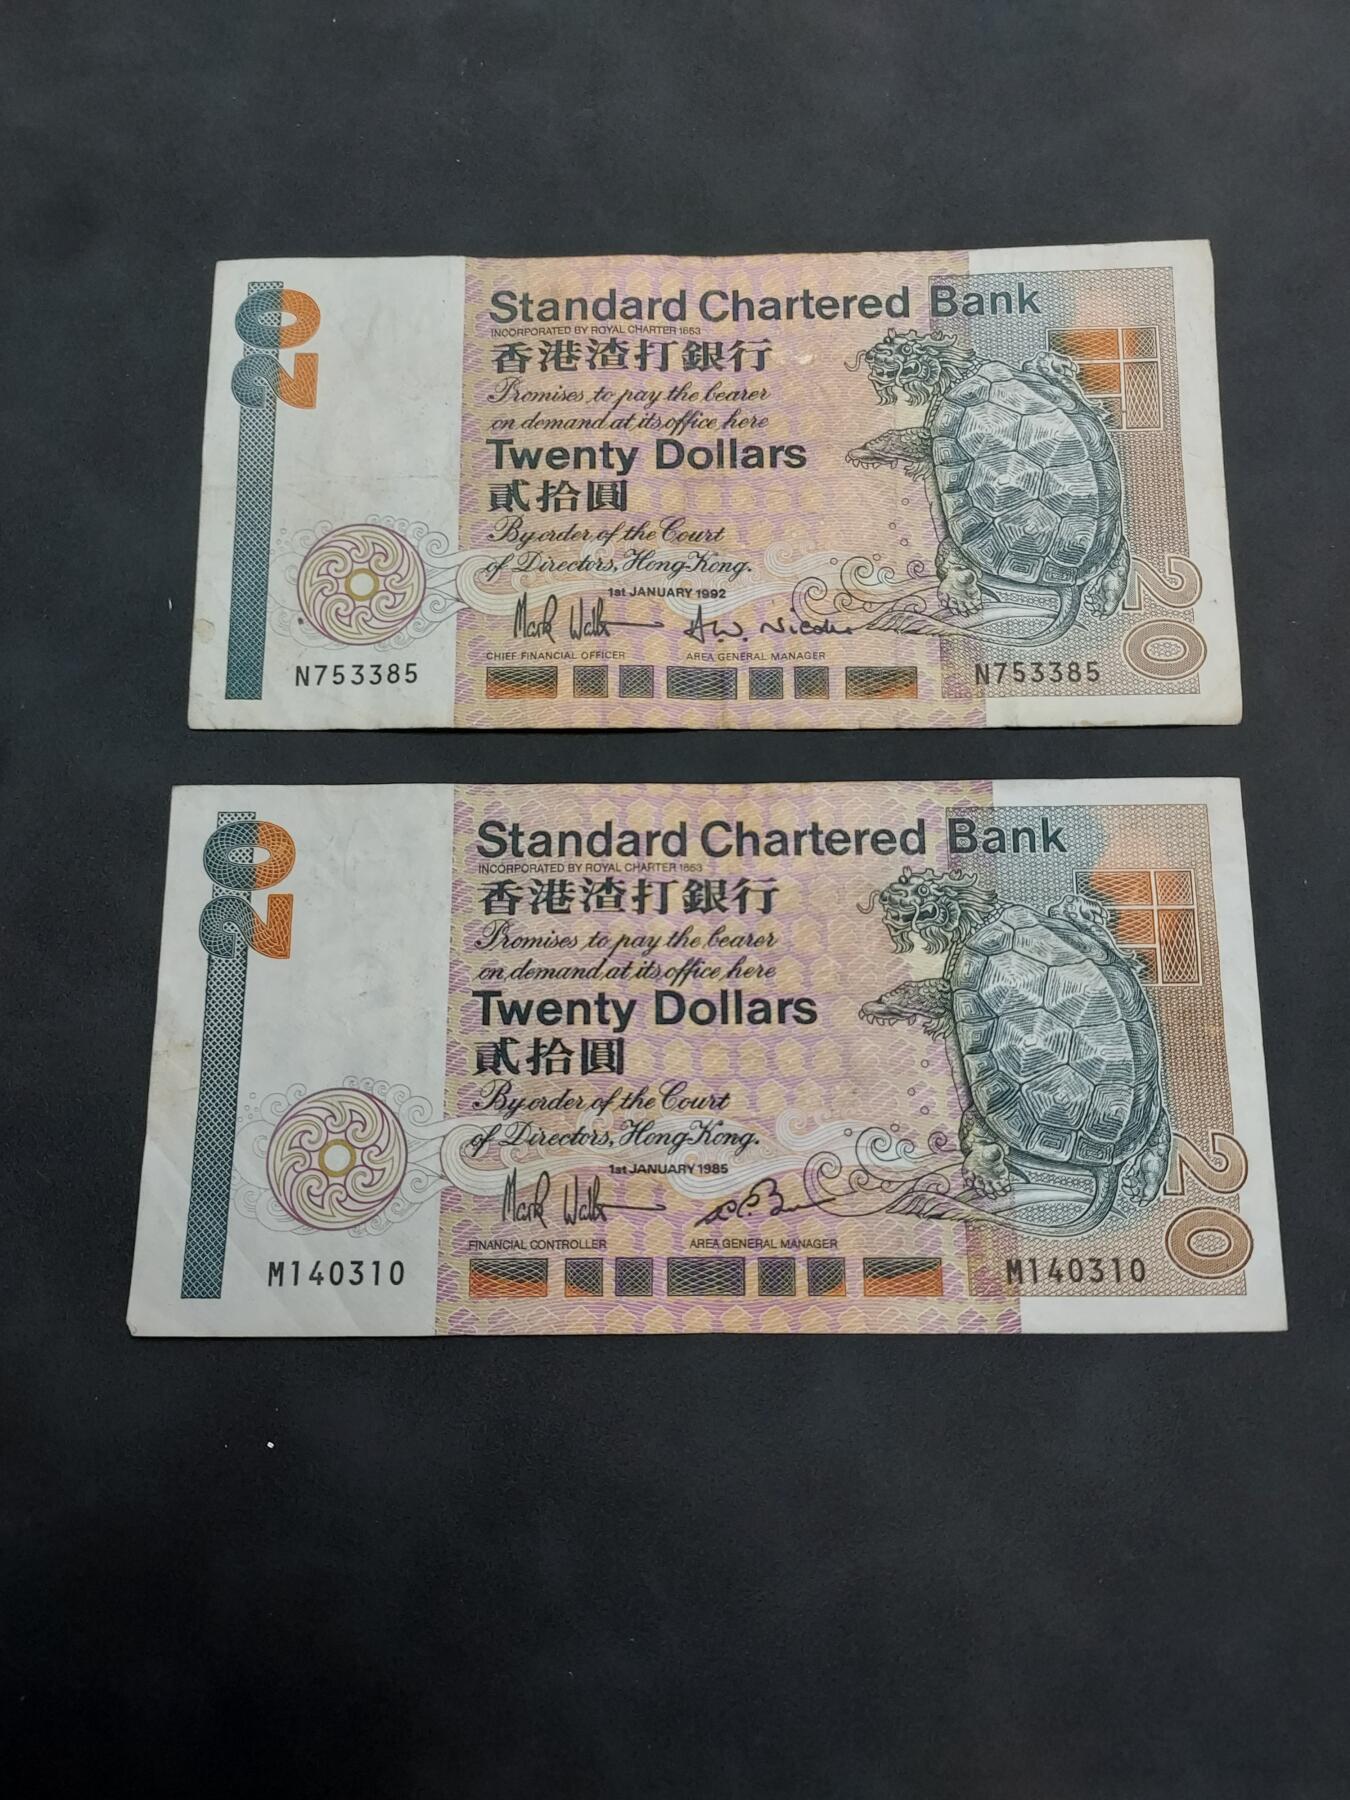 20
Standard Chartered Bank
INCORPORATED BY ROYAL CHARTER 1853
香港渣打銀行
Promises to pay the bearer
on demand at its office here
Twenty Dollars
貳拾圓
By order of the Court
of Directors, Hong Kong.
1st JANUARY 1992
CHIEF FINANCIAL OFFICER AREA GENERAL MANAGER
N753385 N753385
20
20
Standard Chartered Bank
INCORPORATED BY ROYAL CHARTER 1853
香港渣打銀行
Promises to pay the bearer
on demand at its office here
Twenty Dollars
貳拾圓
By order of the Court
of Directors, Hong Kong.
1st JANUARY 1985
FINANCIAL CONTROLLER AREA GENERAL MANAGER
M140310 M140310
20